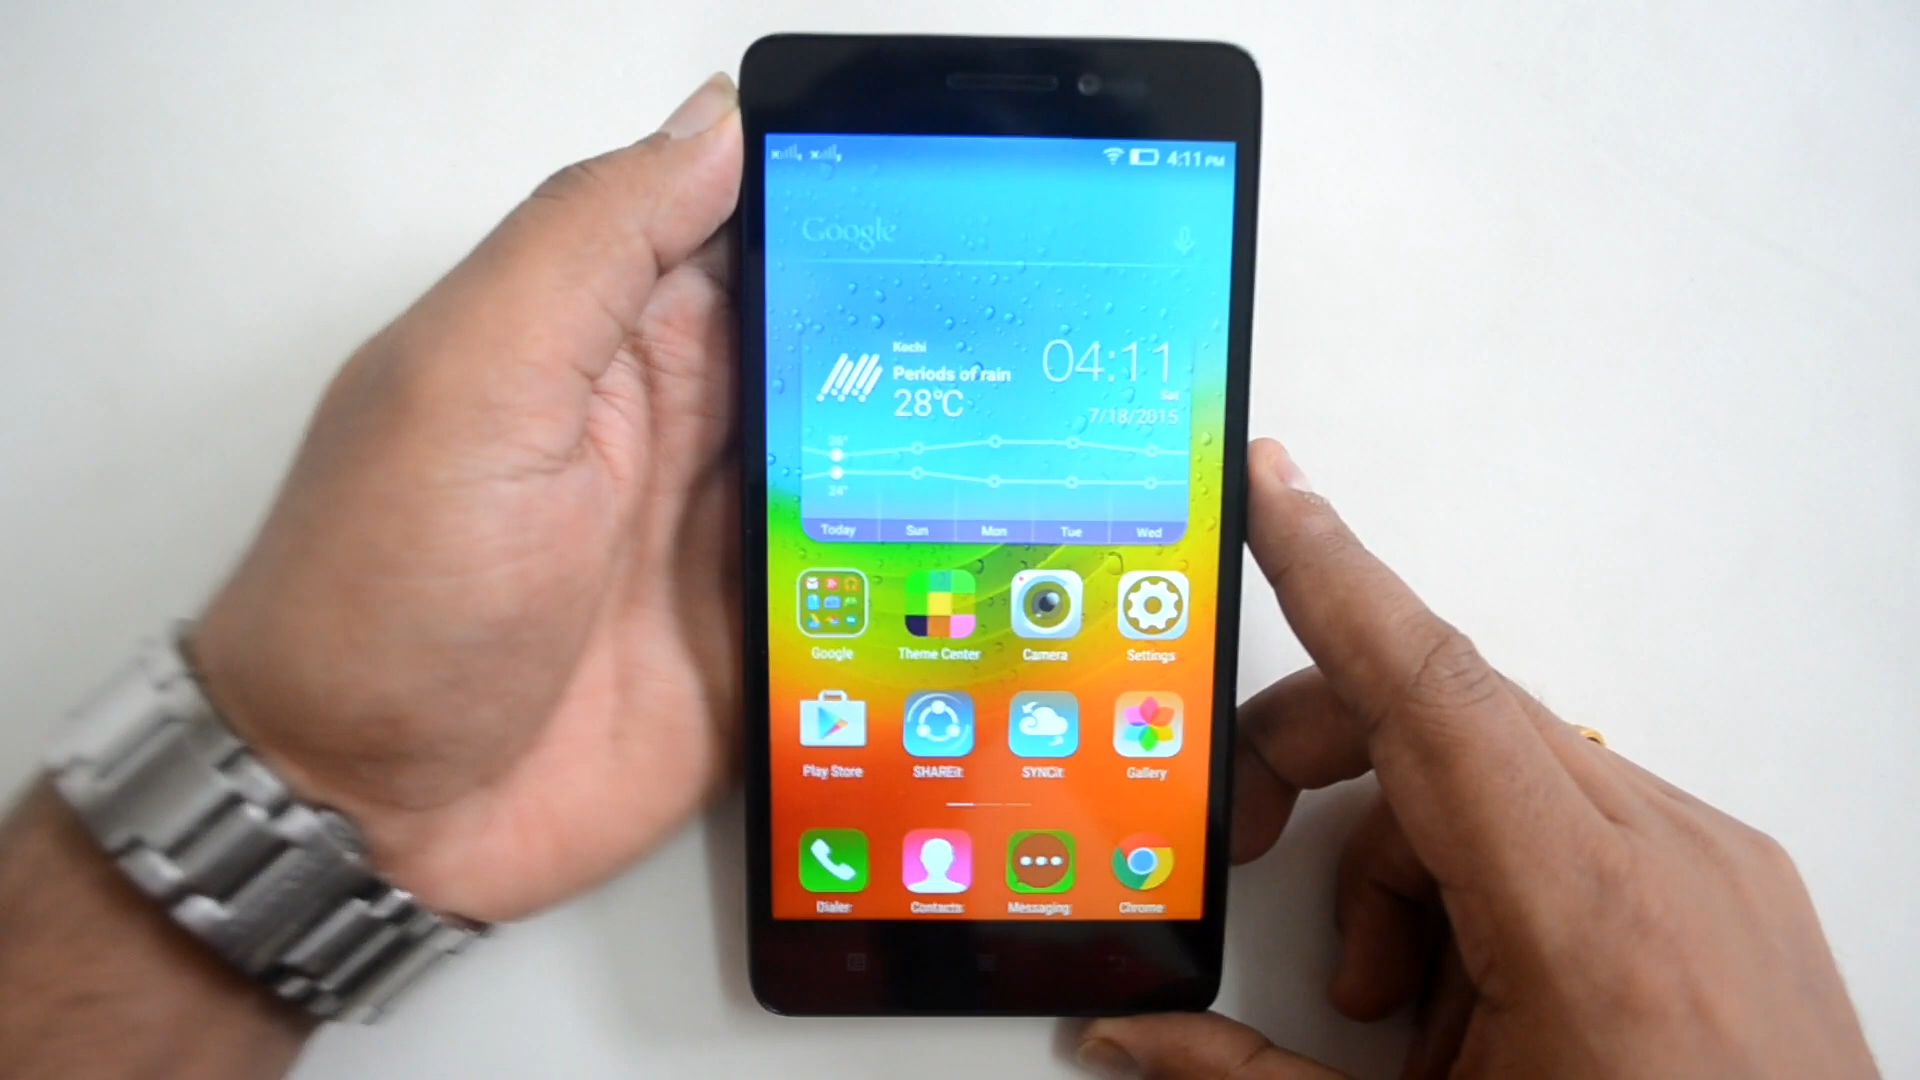 4:11 PM
Google
Kochi
Periods of rain
28°C
04:11
Sat
7/18/2015
24°
Today Sun Mon Tue Wed
Google Theme Center Camera Settings
Play Store SHAREit SYNCit Gallery
Dialer Contacts Messaging Chrome